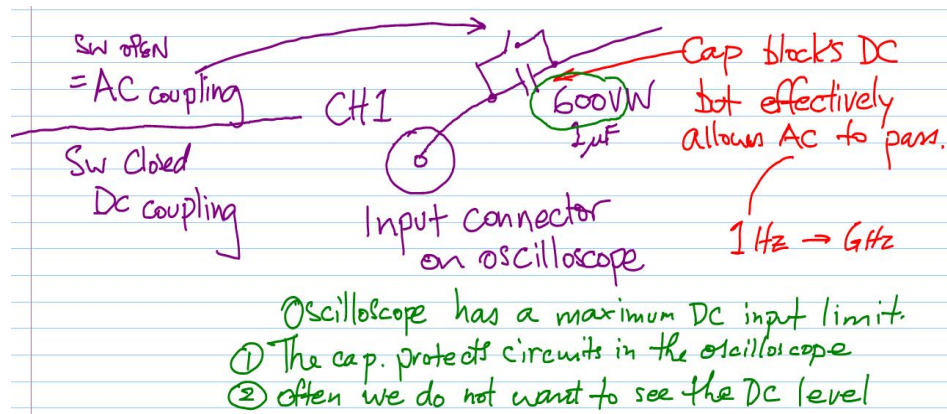 SW OPEN
= AC coupling
SW Closed
DC coupling
CH1
600VW
1µF
Input connector
on oscilloscope
Cap blocks DC
but effectively
allows AC to pass.
1Hz → GHz
Oscilloscope has a maximum DC input limit.
① The cap. protects circuits in the oscilloscope
② often we do not want to see the DC level